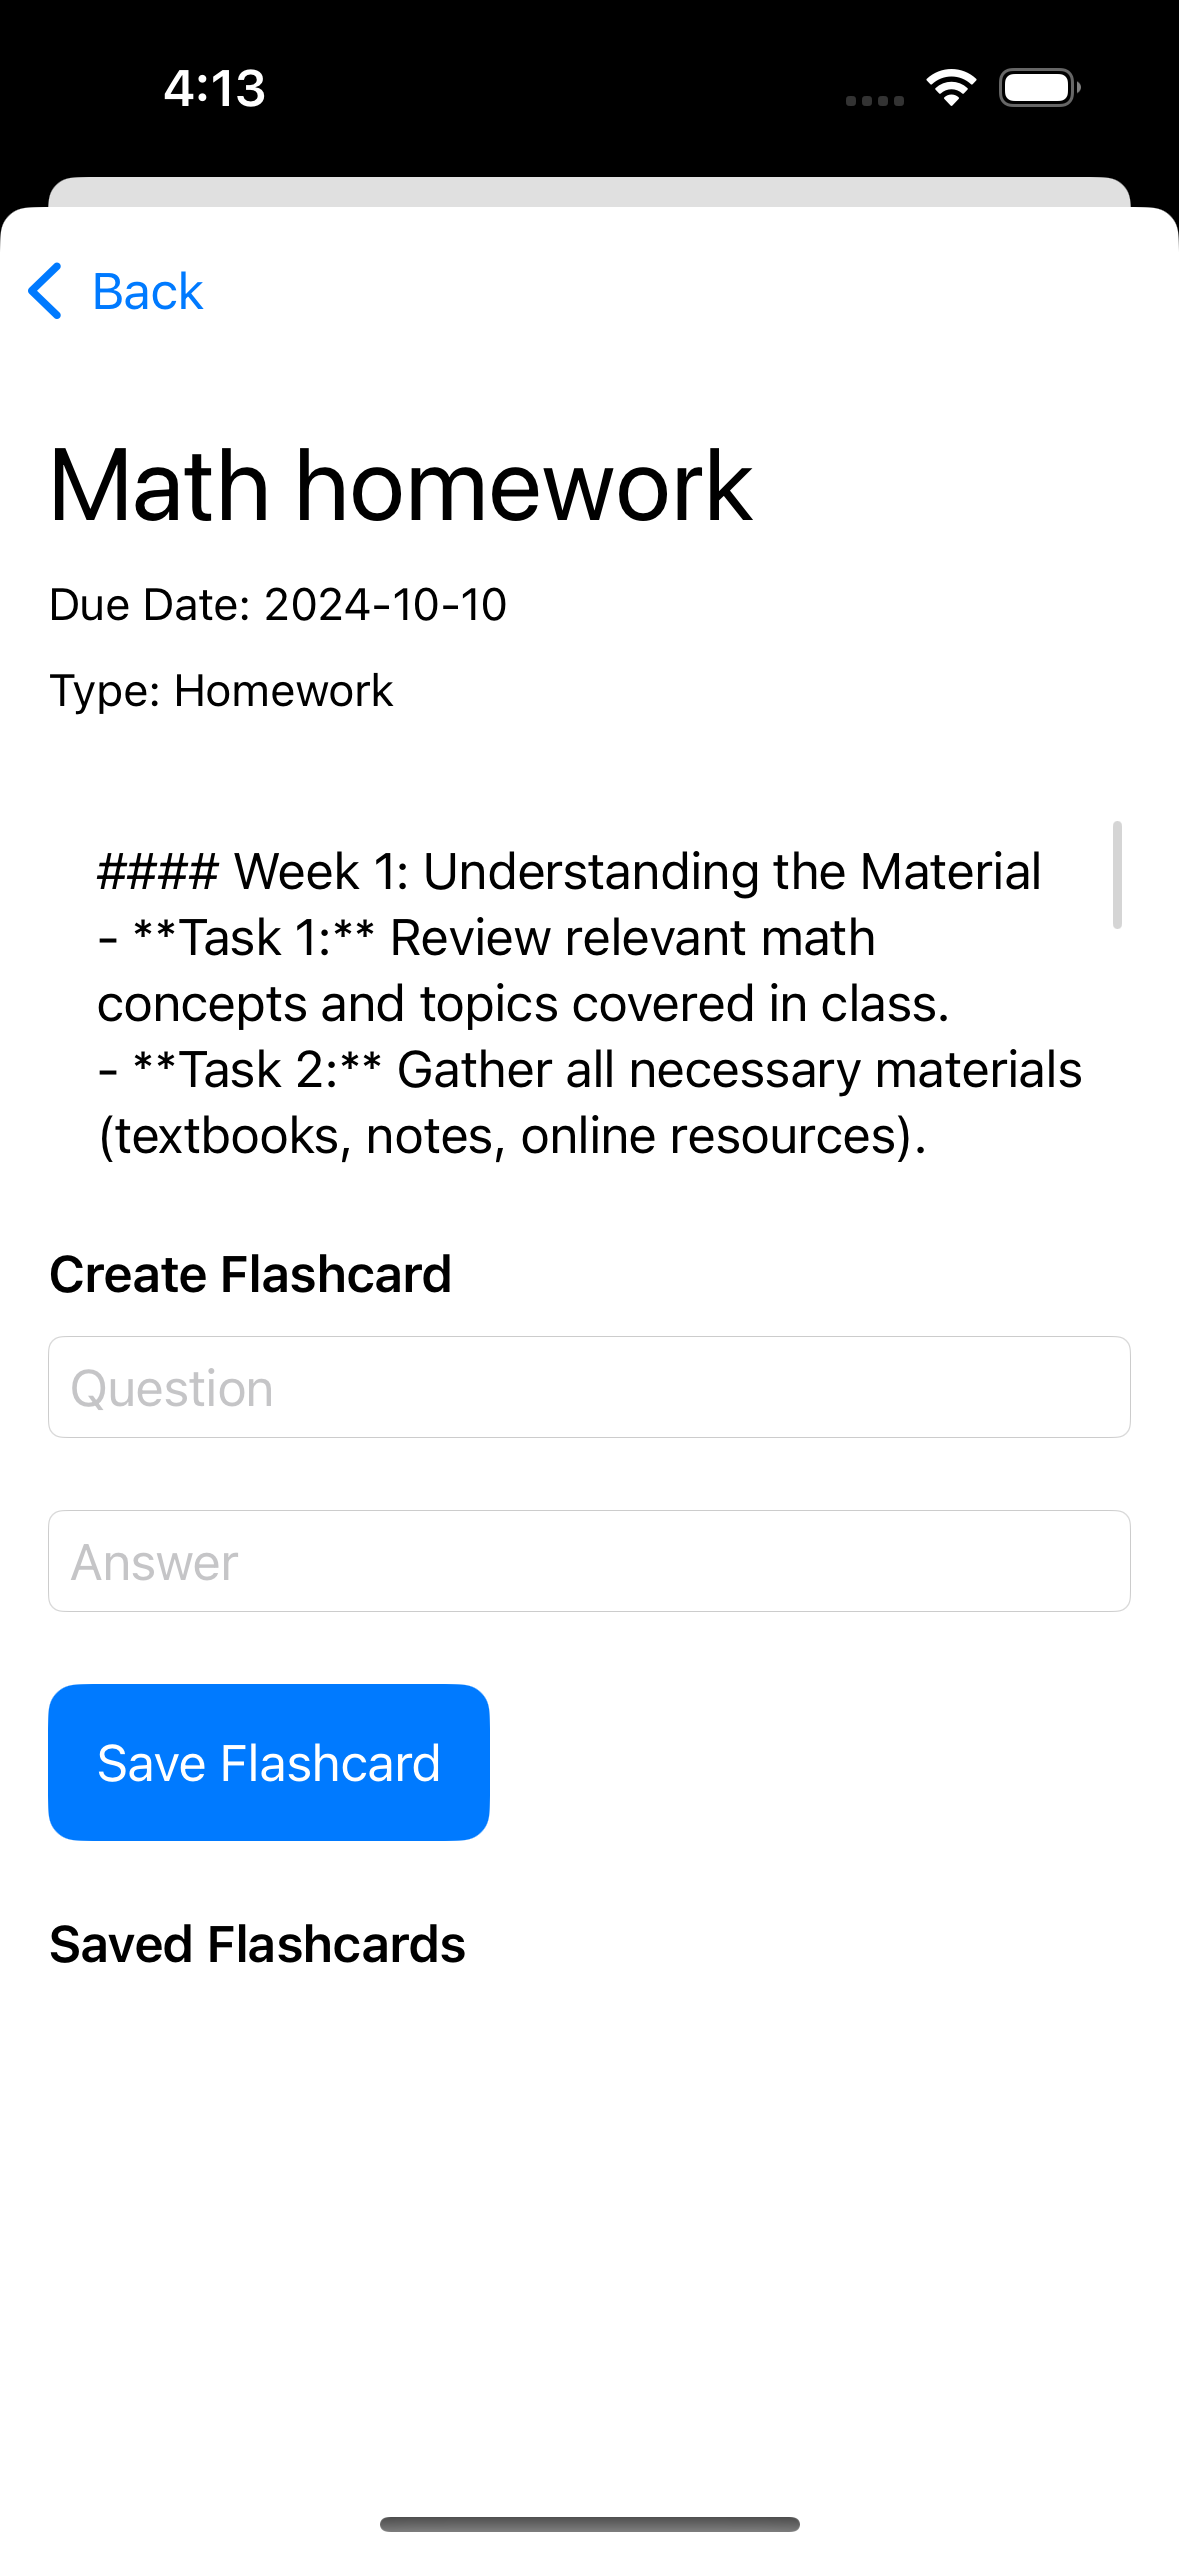 4:13
Back
Math homework
Due Date: 2024-10-10
Type: Homework
#### Week 1: Understanding the Material
- **Task 1:** Review relevant math
concepts and topics covered in class.
- **Task 2:** Gather all necessary materials
(textbooks, notes, online resources).
Create Flashcard
Question
Answer
Save Flashcard
Saved Flashcards